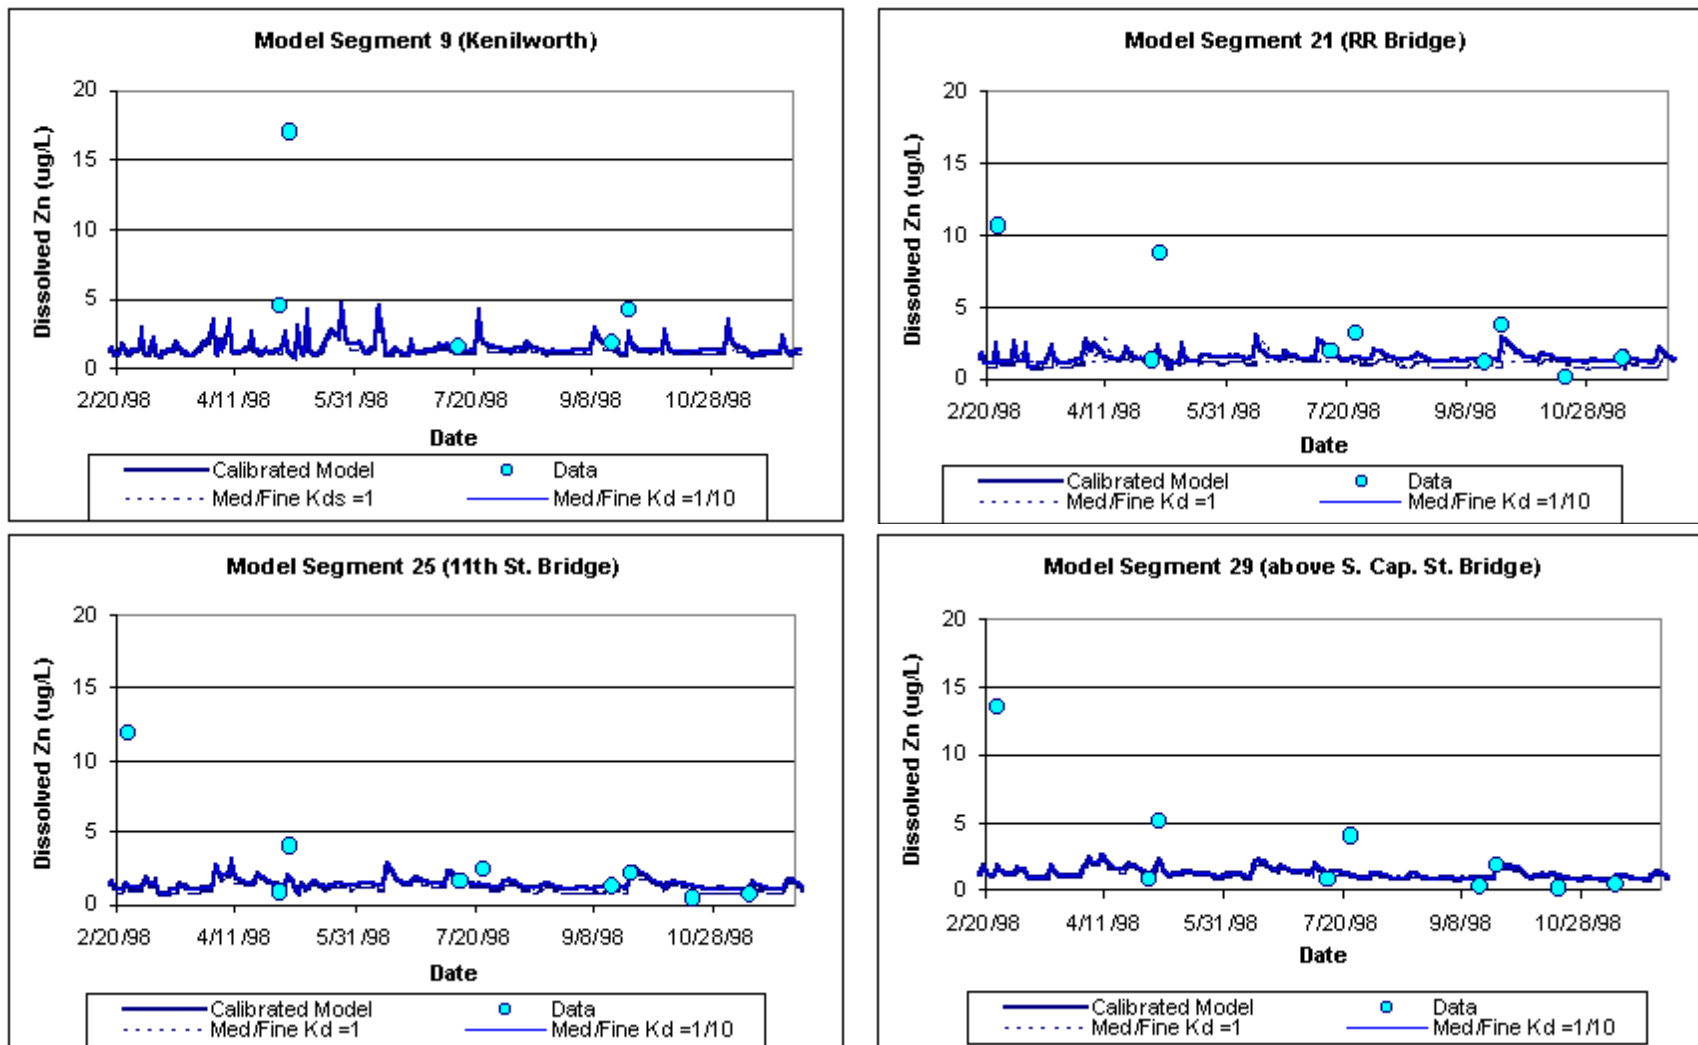 Model Segment 9 (Kenilworth)
Dissolved Zn (ug/L)
20
15
10
5
0
2/20/98 4/11/98 5/31/98 7/20/98 9/8/98 10/28/98
Date
Calibrated Model Data
Med/Fine Kds =1 Med/Fine Kd =1/10
Model Segment 21 (RR Bridge)
Dissolved Zn (ug/L)
20
15
10
5
0
2/20/98 4/11/98 5/31/98 7/20/98 9/8/98 10/28/98
Date
Calibrated Model Data
Med/Fine Kd =1 Med/Fine Kd =1/10
Model Segment 25 (11th St. Bridge)
Dissolved Zn (ug/L)
20
15
10
5
0
2/20/98 4/11/98 5/31/98 7/20/98 9/8/98 10/28/98
Date
Calibrated Model Data
Med/Fine Kd =1 Med/Fine Kd =1/10
Model Segment 29 (above S. Cap. St. Bridge)
Dissolved Zn (ug/L)
20
15
10
5
0
2/20/98 4/11/98 5/31/98 7/20/98 9/8/98 10/28/98
Date
Calibrated Model Data
Med/Fine Kd =1 Med/Fine Kd =1/10